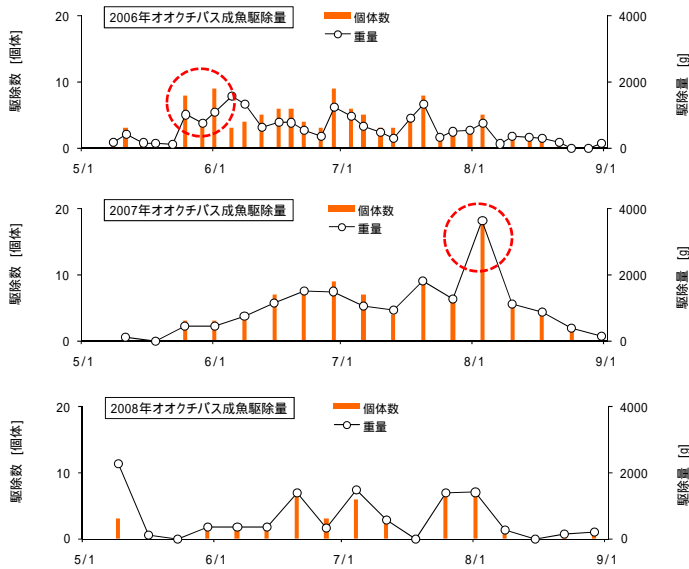 2006年オオクチバス成魚駆除量
個体数
重量
駆除数 [個体]
駆除量 [g]
20
10
0
4000
2000
0
5/1
6/1
7/1
8/1
9/1
2007年オオクチバス成魚駆除量
個体数
重量
駆除数 [個体]
駆除量 [g]
20
10
0
4000
2000
0
5/1
6/1
7/1
8/1
9/1
2008年オオクチバス成魚駆除量
個体数
重量
駆除数 [個体]
駆除量 [g]
20
10
0
4000
2000
0
5/1
6/1
7/1
8/1
9/1